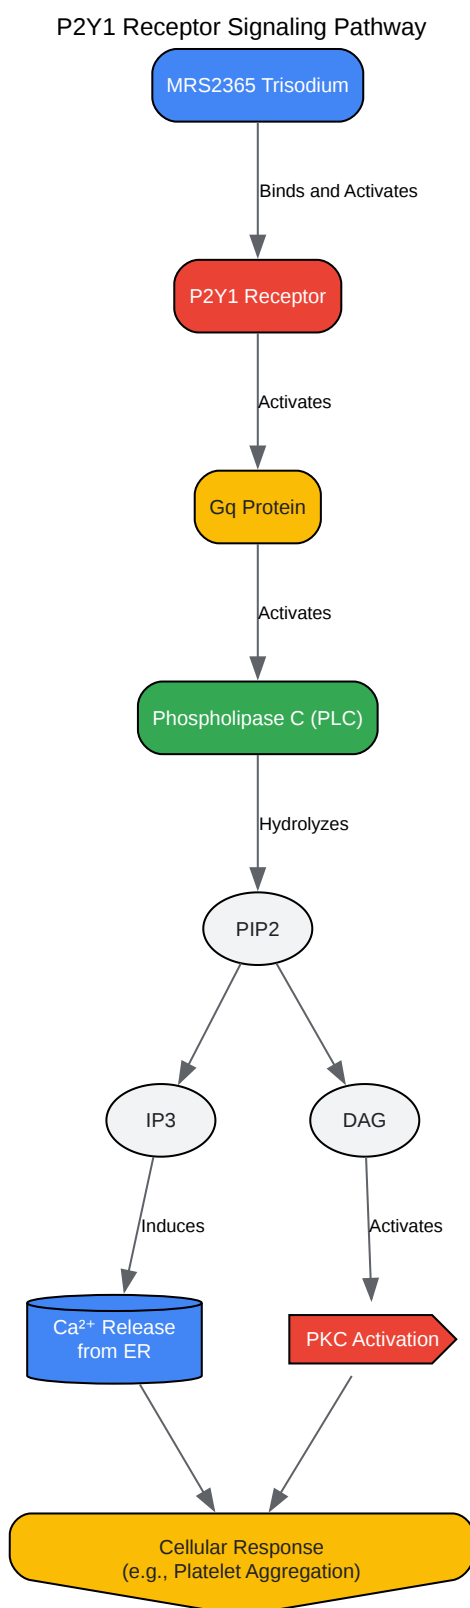 P2Y1 Receptor Signaling Pathway
MRS2365 Trisodium
Binds and Activates
P2Y1 Receptor
Activates
Gq Protein
Activates
Phospholipase C (PLC)
Hydrolyzes
PIP2
IP3
DAG
Induces
Activates
Ca²⁺ Release
from ER
PKC Activation
Cellular Response
(e.g., Platelet Aggregation)